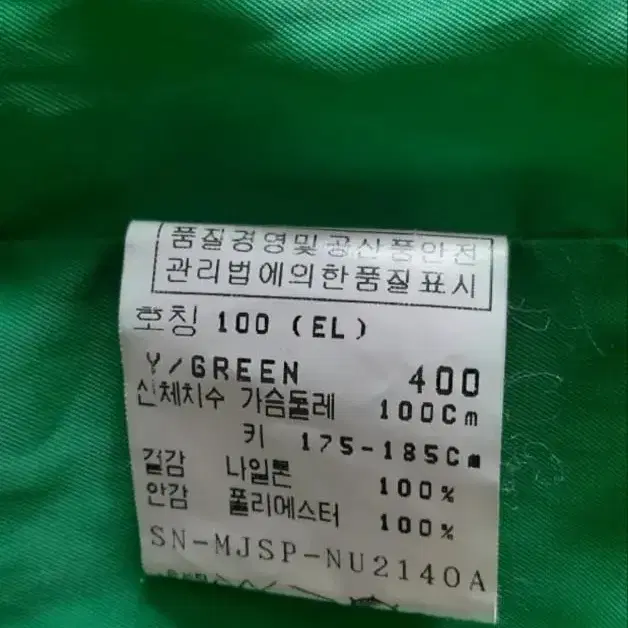 품질경영및공산품안전
관리법에의한품질표시
호칭 100 (EL)
Y/GREEN 400
신체치수 가슴둘레 100Cm
키 175-185Cm
겉감 나일론 100%
안감 폴리에스터 100%
SN-MJSP-NU2140A